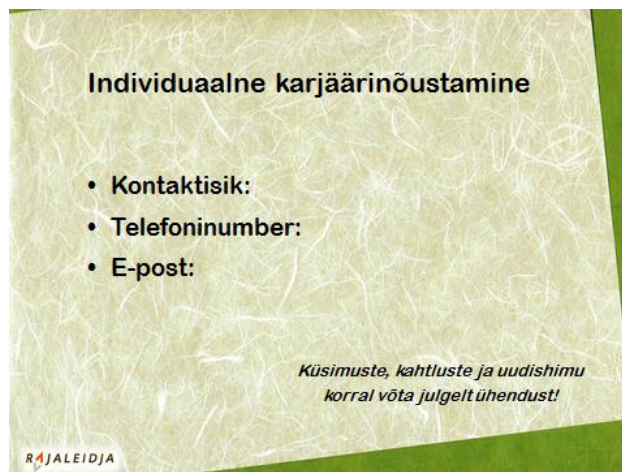 Individuaalne karjäärinõustamine
• Kontaktisik:
• Telefoninumber:
• E-post:
Küsimuste, kahtluste ja uudishimu
korral võta julgelt ühendust!
RAJALEIDJA